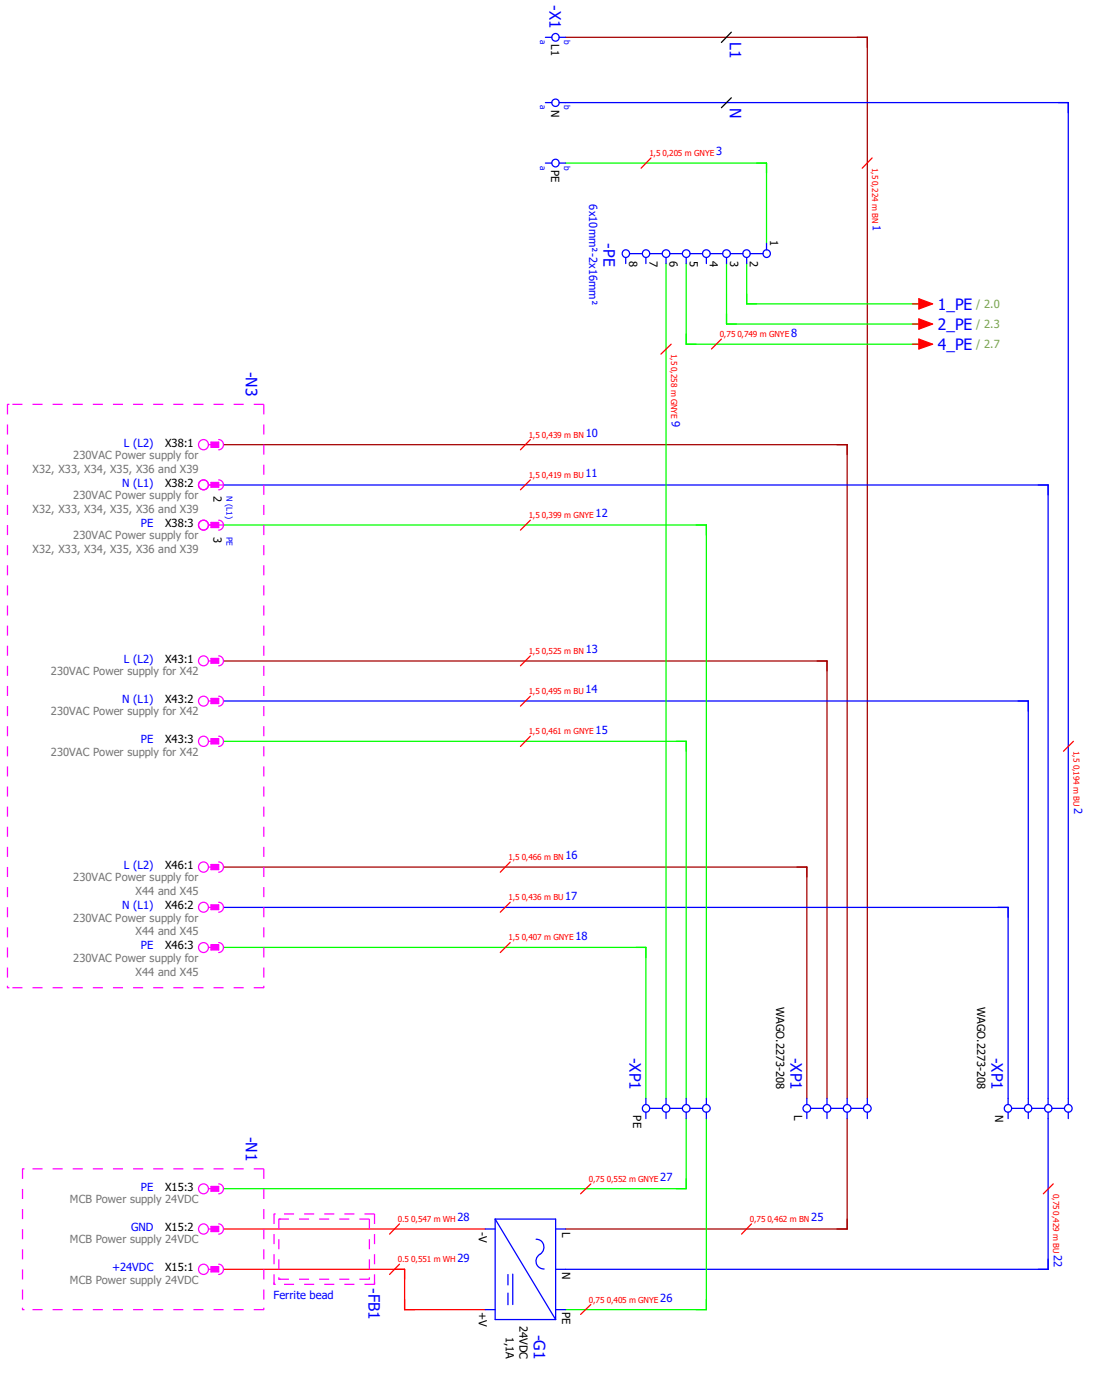 -X1
L1
a
b
L1
N
a
b
N
PE
a
b
1,5 0,205 m GNYE 3
1,5 0,224 m BN 1
-PE
6x10mm²-2x16mm²
1
2
3
4
5
6
7
8
1_PE / 2.0
2_PE / 2.3
4_PE / 2.7
0,75 0,749 m GNYE 8
1,5 0,258 m GNYE 9
-N3
L (L2) X38:1
230VAC Power supply for
X32, X33, X34, X35, X36 and X39
N (L1) X38:2
230VAC Power supply for
X32, X33, X34, X35, X36 and X39
2
N (L1)
PE X38:3
230VAC Power supply for
X32, X33, X34, X35, X36 and X39
3
PE
1,5 0,439 m BN 10
1,5 0,419 m BU 11
1,5 0,399 m GNYE 12
L (L2) X43:1
230VAC Power supply for X42
N (L1) X43:2
230VAC Power supply for X42
PE X43:3
230VAC Power supply for X42
1,5 0,525 m BN 13
1,5 0,495 m BU 14
1,5 0,461 m GNYE 15
1,5 0,194 m BU 2
L (L2) X46:1
230VAC Power supply for
X44 and X45
N (L1) X46:2
230VAC Power supply for
X44 and X45
PE X46:3
230VAC Power supply for
X44 and X45
1,5 0,466 m BN 16
1,5 0,436 m BU 17
1,5 0,407 m GNYE 18
-XP1
PE
-XP1
WAGO.2273-208
L
-XP1
WAGO.2273-208
N
-N1
PE X15:3
MCB Power supply 24VDC
GND X15:2
MCB Power supply 24VDC
+24VDC X15:1
MCB Power supply 24VDC
0,75 0,552 m GNYE 27
0.5 0,547 m WH 28
0.5 0,551 m WH 29
0,75 0,462 m BN 25
0,75 0,429 m BU 22
0,75 0,405 m GNYE 26
-FB1
Ferrite bead
-V
+V
L
N
PE
-G1
24VDC
1,1A